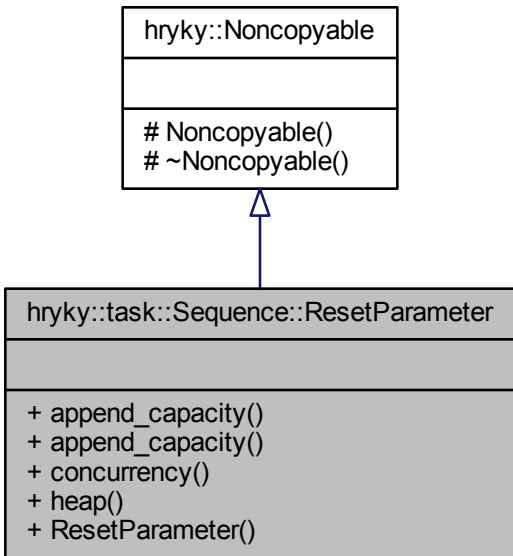 hryky::Noncopyable
# Noncopyable()
# ~Noncopyable()
hryky::task::Sequence::ResetParameter
+ append_capacity()
+ append_capacity()
+ concurrency()
+ heap()
+ ResetParameter()